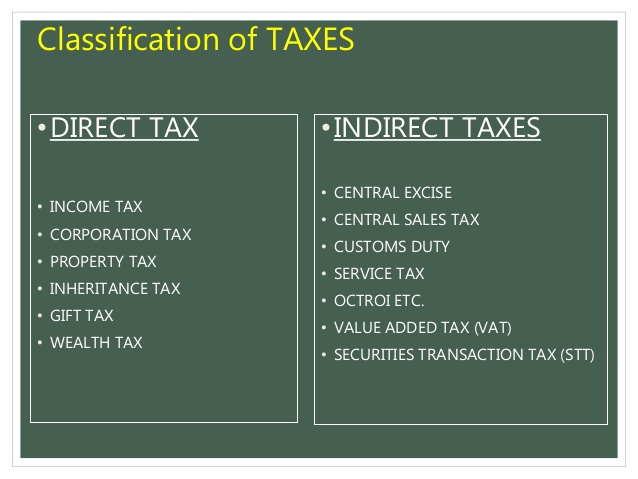 Classification of TAXES
•DIRECT TAX
• INCOME TAX
• CORPORATION TAX
• PROPERTY TAX
• INHERITANCE TAX
• GIFT TAX
• WEALTH TAX
•INDIRECT TAXES
• CENTRAL EXCISE
• CENTRAL SALES TAX
• CUSTOMS DUTY
• SERVICE TAX
• OCTROI ETC.
• VALUE ADDED TAX (VAT)
• SECURITIES TRANSACTION TAX (STT)